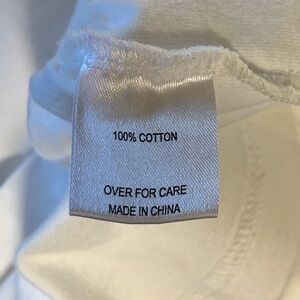 100% COTTON
OVER FOR CARE
MADE IN CHINA